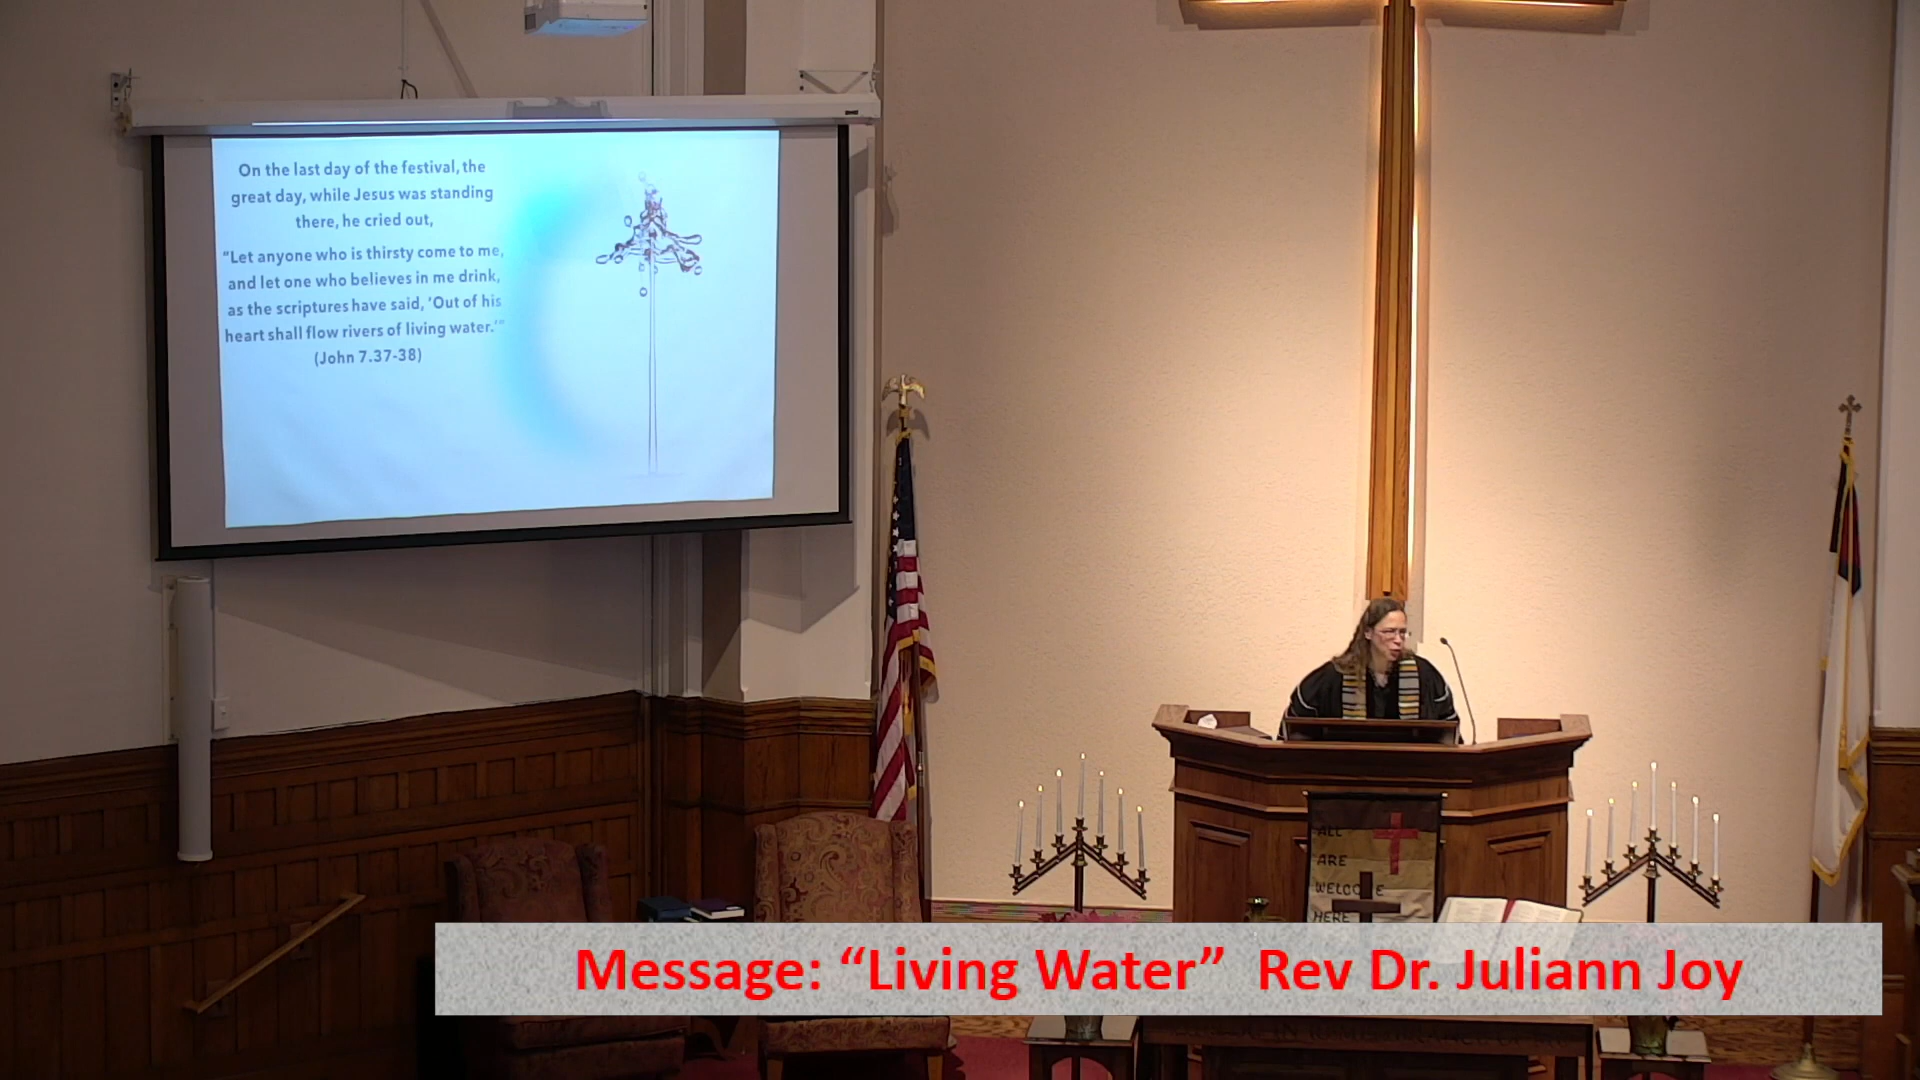 On the last day of the festival, the
great day, while Jesus was standing
there, he cried out,
“Let anyone who is thirsty come to me,
and let one who believes in me drink,
as the scriptures have said, ‘Out of his
heart shall flow rivers of living water.’”
(John 7.37-38)
ALL
ARE
WELCOME
HERE
Message: “Living Water” Rev Dr. Juliann Joy